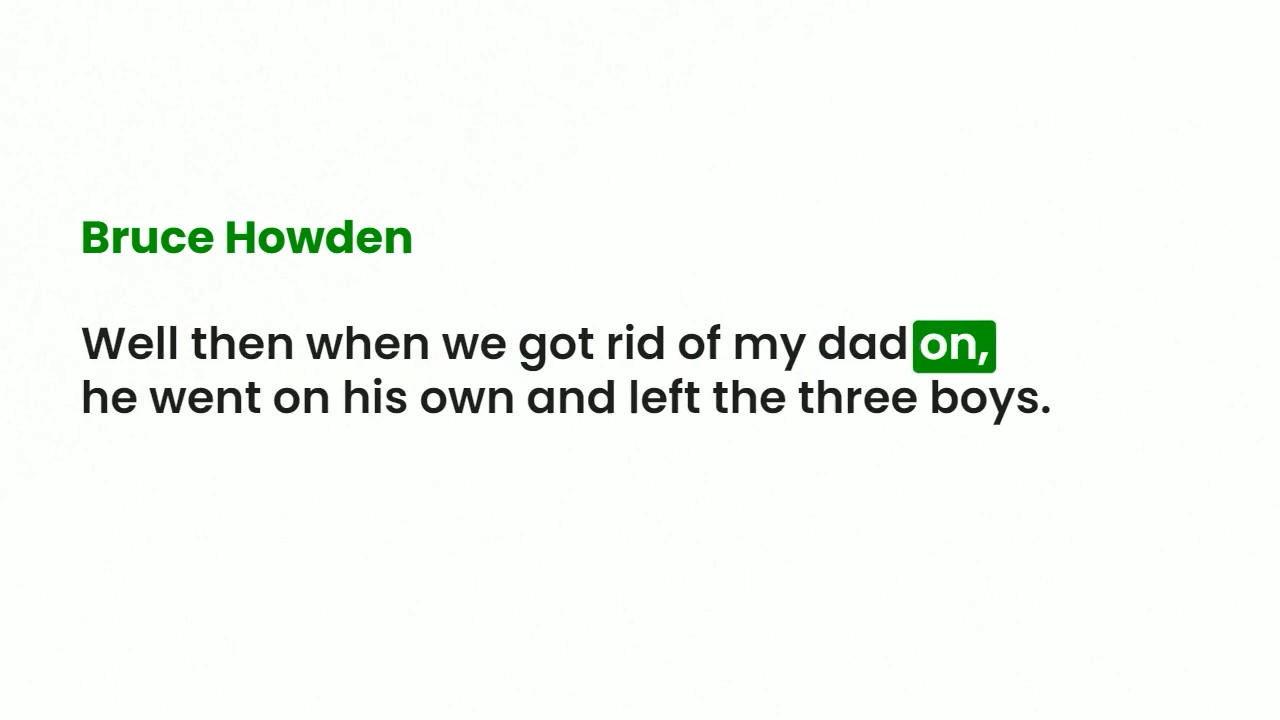 Bruce Howden
Well then when we got rid of my dad on,
he went on his own and left the three boys.